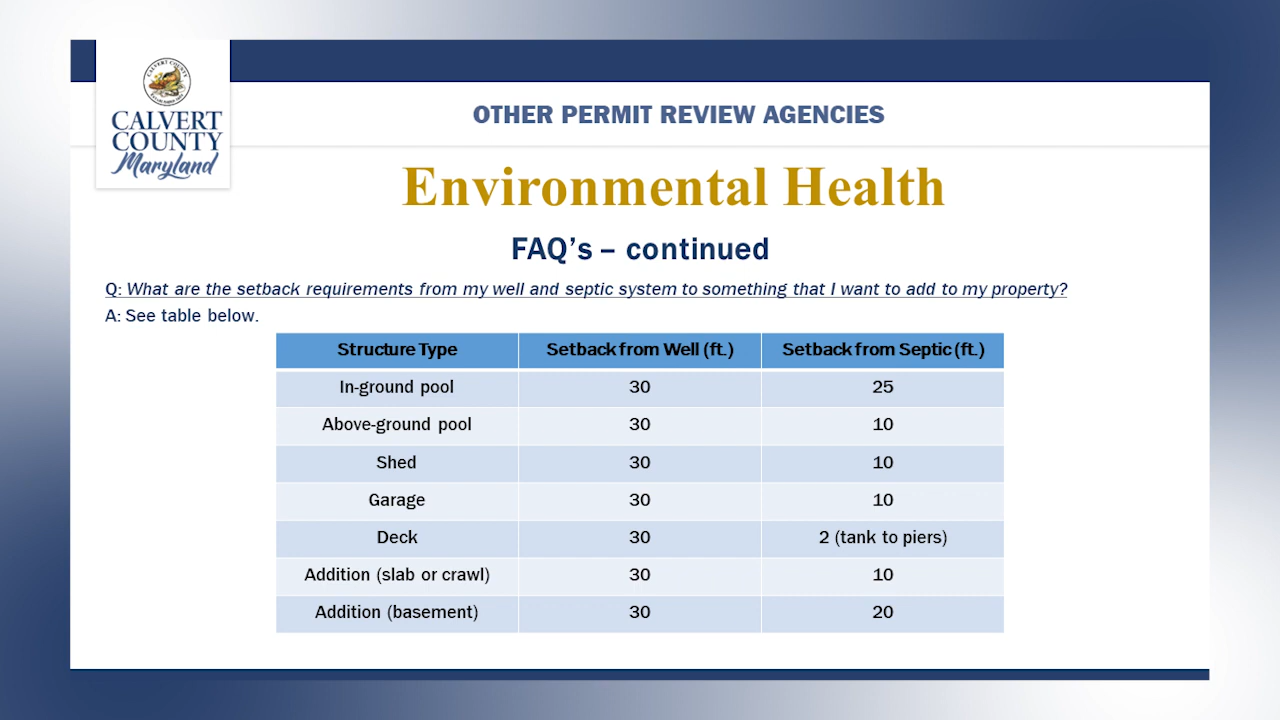 CALVERT COUNTY
CALVERT
COUNTY
Maryland
OTHER PERMIT REVIEW AGENCIES
Environmental Health
FAQ’s – continued
Q: What are the setback requirements from my well and septic system to something that I want to add to my property?
A: See table below.
Structure Type Setback from Well (ft.) Setback from Septic (ft.)
In-ground pool 30 25
Above-ground pool 30 10
Shed 30 10
Garage 30 10
Deck 30 2 (tank to piers)
Addition (slab or crawl) 30 10
Addition (basement) 30 20